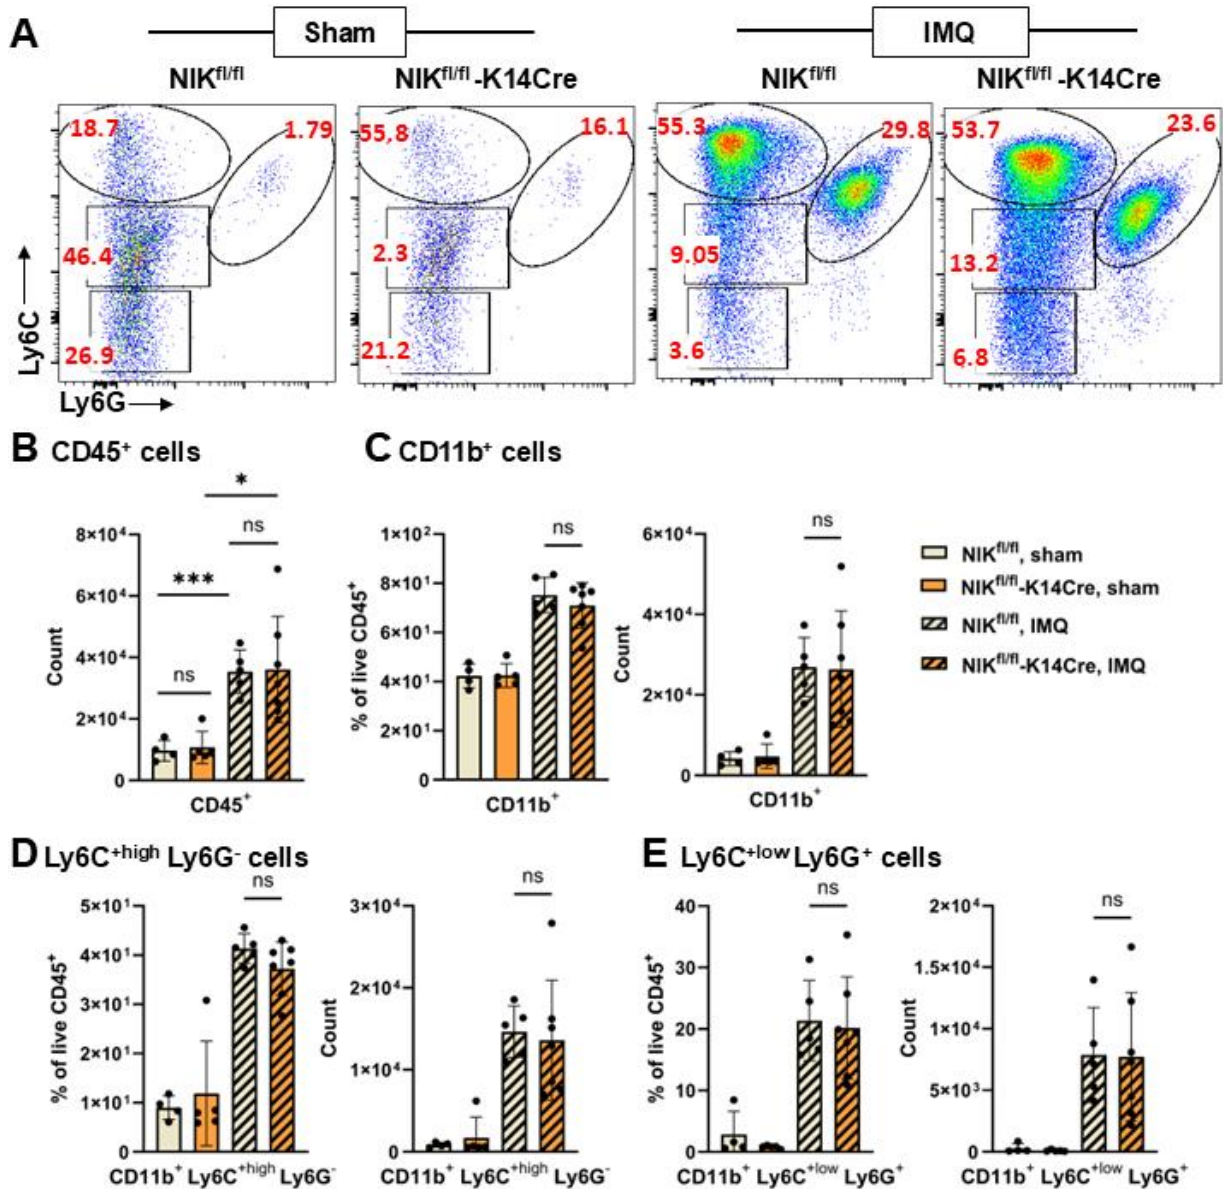 A
Sham
IMQ
NIKfl/fl
NIKfl/fl -K14Cre
NIKfl/fl
NIKfl/fl -K14Cre
18.7
1.79
46.4
26.9
55,8
16.1
2.3
21.2
55.3
29.8
9.05
3.6
53.7
23.6
13.2
6.8
Ly6C
Ly6G
B CD45+ cells
C CD11b+ cells
*
ns
***
ns
8×10⁴
6×10⁴
4×10⁴
2×10⁴
0
Count
CD45+
ns
1×10²
8×10¹
6×10¹
4×10¹
2×10¹
0
% of live CD45+
CD11b+
ns
6×10⁴
4×10⁴
2×10⁴
0
Count
CD11b+
NIKfl/fl, sham
NIKfl/fl-K14Cre, sham
NIKfl/fl, IMQ
NIKfl/fl-K14Cre, IMQ
D Ly6C+high Ly6G- cells
E Ly6C+low Ly6G+ cells
ns
5×10¹
4×10¹
3×10¹
2×10¹
1×10¹
0
% of live CD45+
CD11b+ Ly6C+high Ly6G-
ns
3×10⁴
2×10⁴
1×10⁴
0
Count
CD11b+ Ly6C+high Ly6G-
ns
40
30
20
10
0
% of live CD45+
CD11b+ Ly6C+low Ly6G+
ns
2×10⁴
1.5×10⁴
1×10⁴
5×10³
0
Count
CD11b+ Ly6C+low Ly6G+